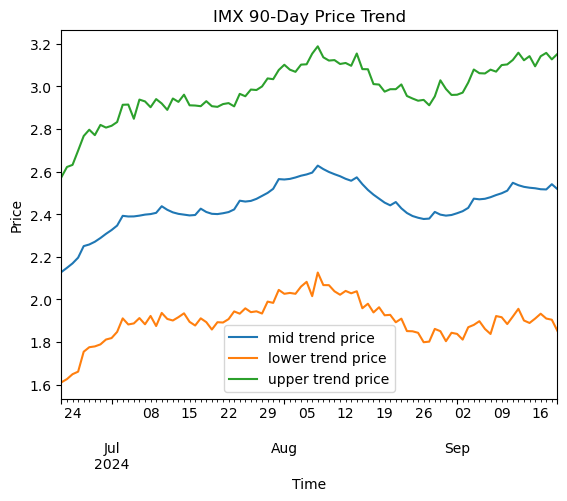 IMX 90-Day Price Trend
Price
3.2
3.0
2.8
2.6
2.4
2.2
2.0
1.8
1.6
mid trend price
lower trend price
upper trend price
24 08 15 22 29 05 12 19 26 02 09 16
Jul Aug Sep
2024
Time